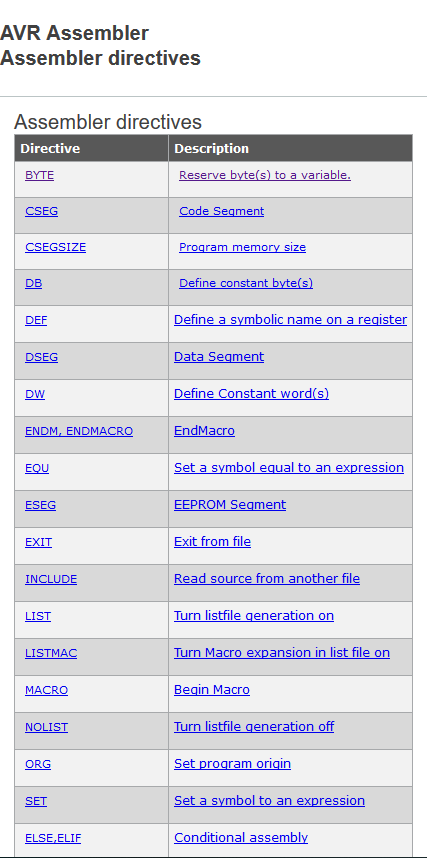 AVR Assembler
Assembler directives
Assembler directives
Directive Description
BYTE Reserve byte(s) to a variable.
CSEG Code Segment
CSEGSIZE Program memory size
DB Define constant byte(s)
DEF Define a symbolic name on a register
DSEG Data Segment
DW Define Constant word(s)
ENDM, ENDMACRO EndMacro
EQU Set a symbol equal to an expression
ESEG EEPROM Segment
EXIT Exit from file
INCLUDE Read source from another file
LIST Turn listfile generation on
LISTMAC Turn Macro expansion in list file on
MACRO Begin Macro
NOLIST Turn listfile generation off
ORG Set program origin
SET Set a symbol to an expression
ELSE,ELIF Conditional assembly